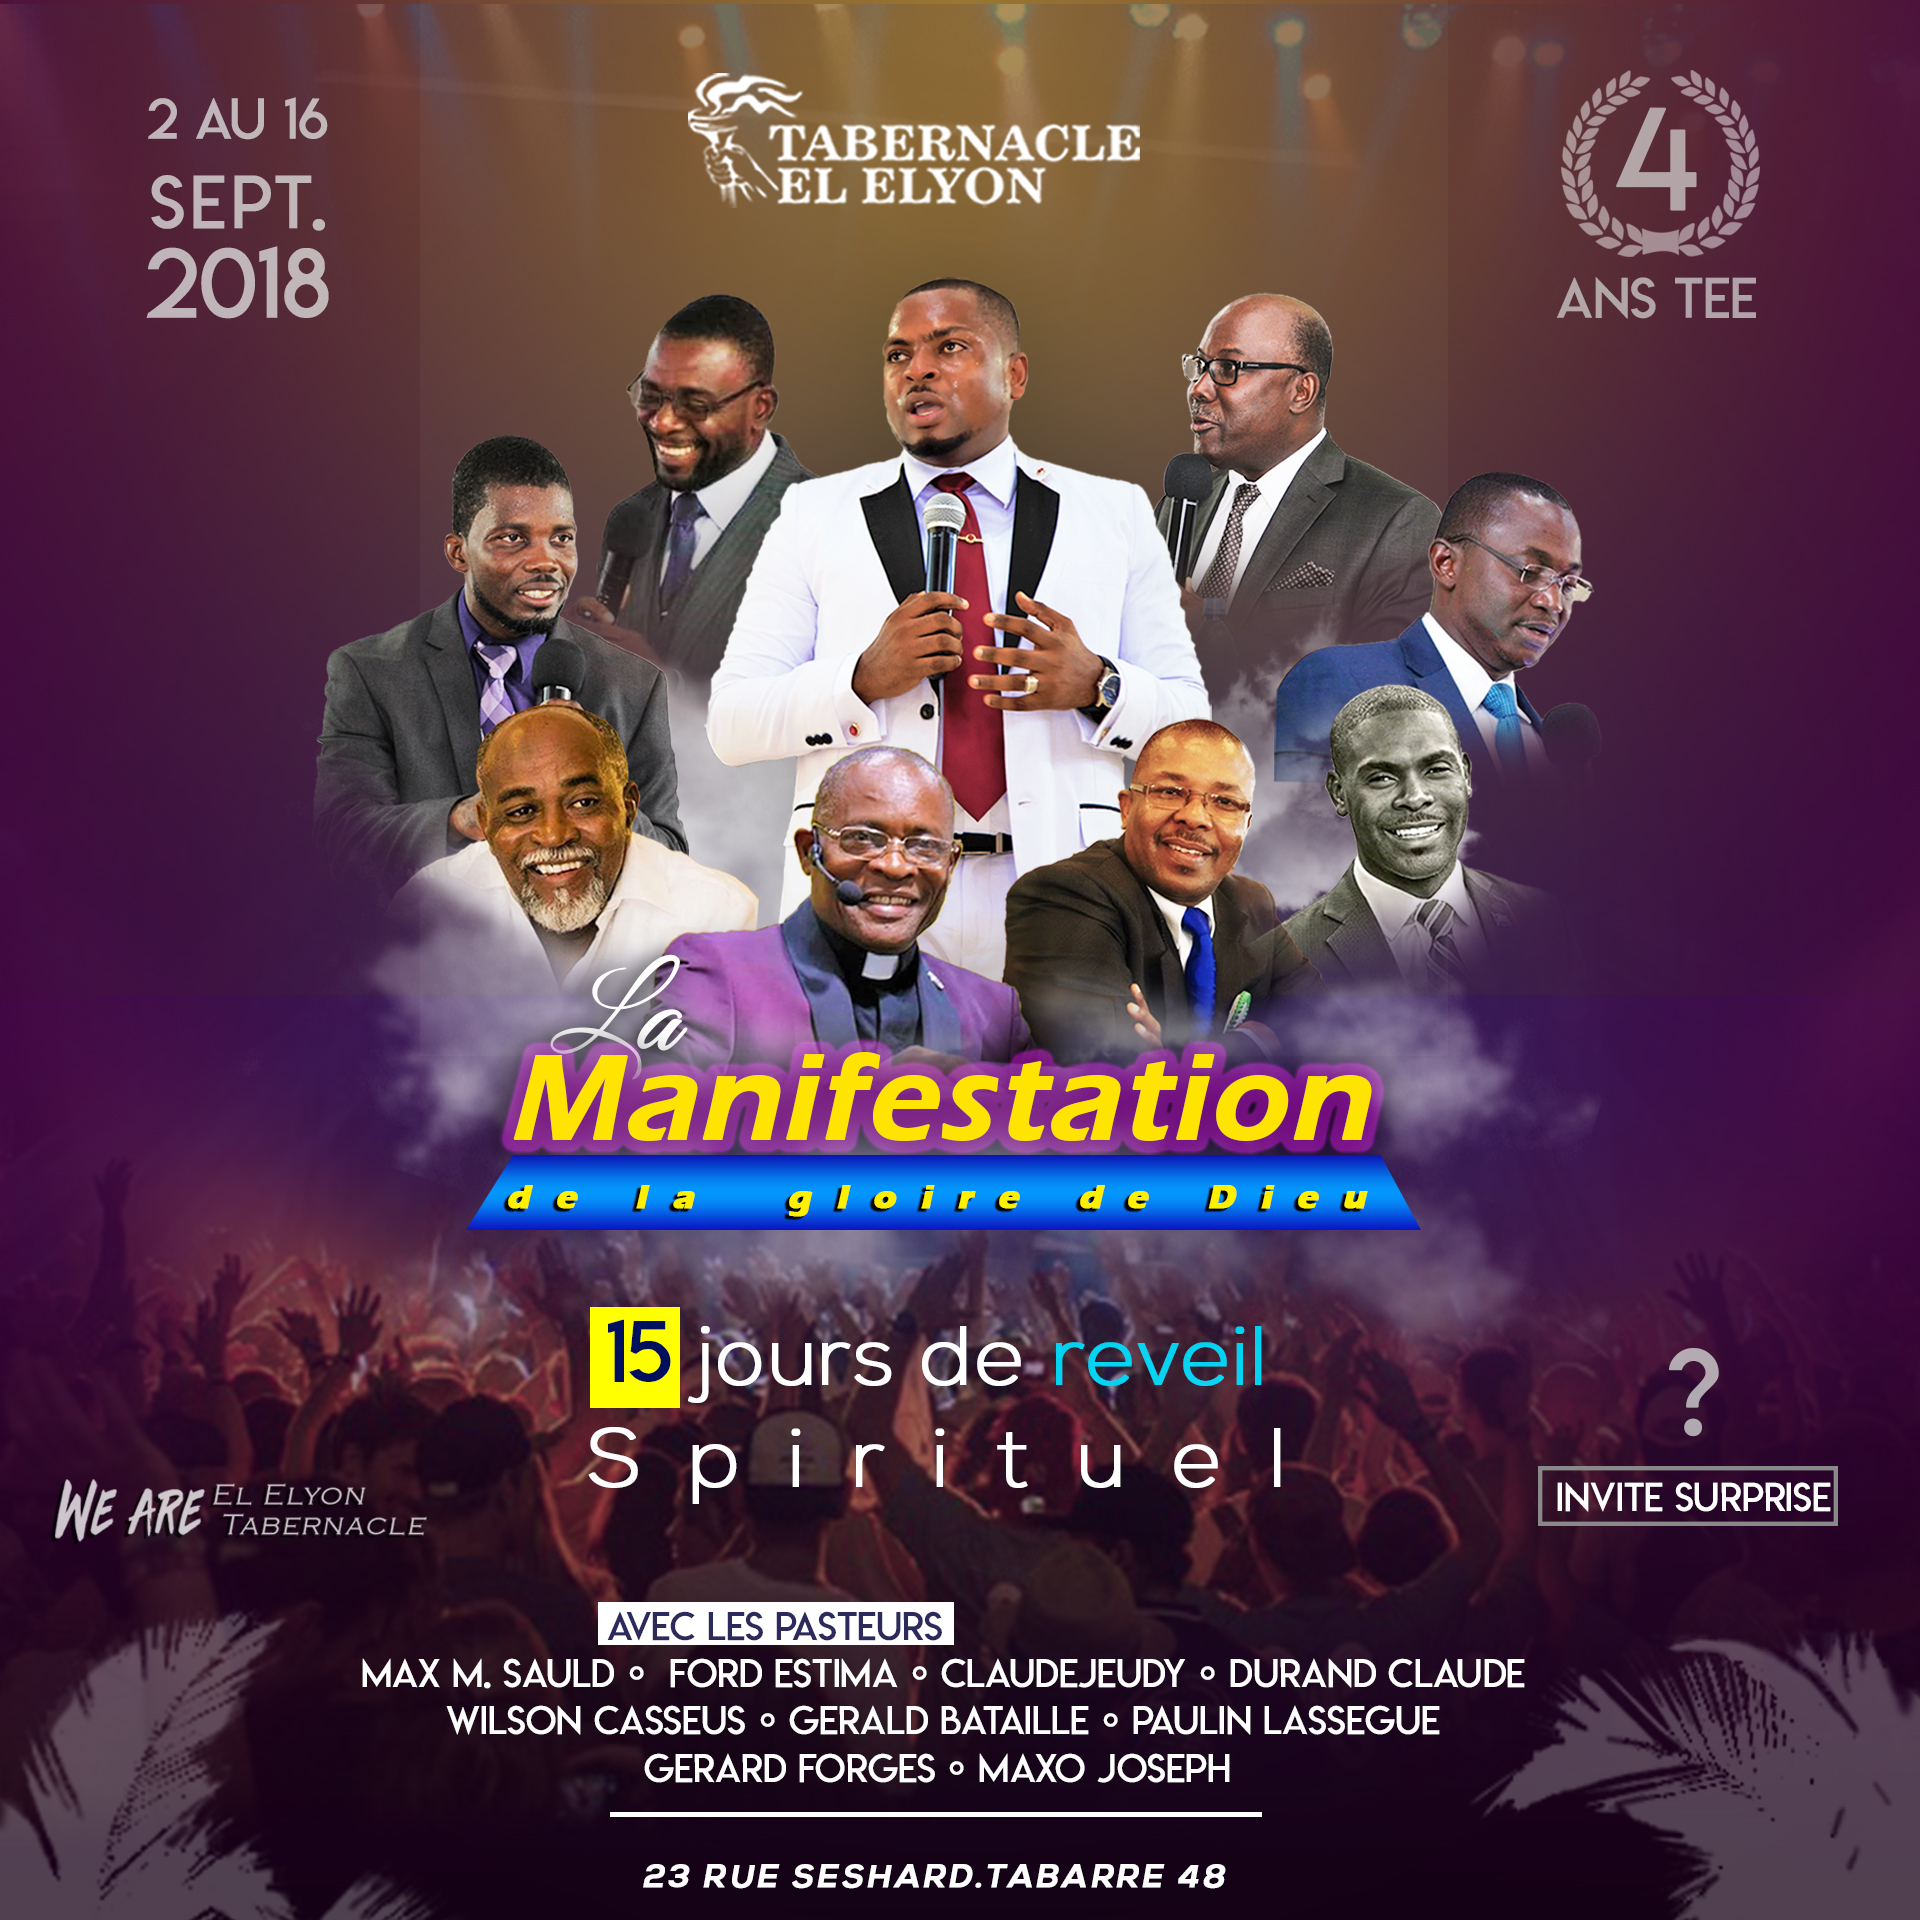 2 AU 16
SEPT.
2018
TABERNACLE
EL ELYON
4
ANS TEE
La
Manifestation
de la gloire de Dieu
15 jours de reveil
Spirituel
?
INVITE SURPRISE
WE ARE EL ELYON
TABERNACLE
AVEC LES PASTEURS
MAX M. SAULD ∘ FORD ESTIMA ∘ CLAUDEJEUDY ∘ DURAND CLAUDE
WILSON CASSEUS ∘ GERALD BATAILLE ∘ PAULIN LASSEGUE
GERARD FORGES ∘ MAXO JOSEPH
23 RUE SESHARD.TABARRE 48